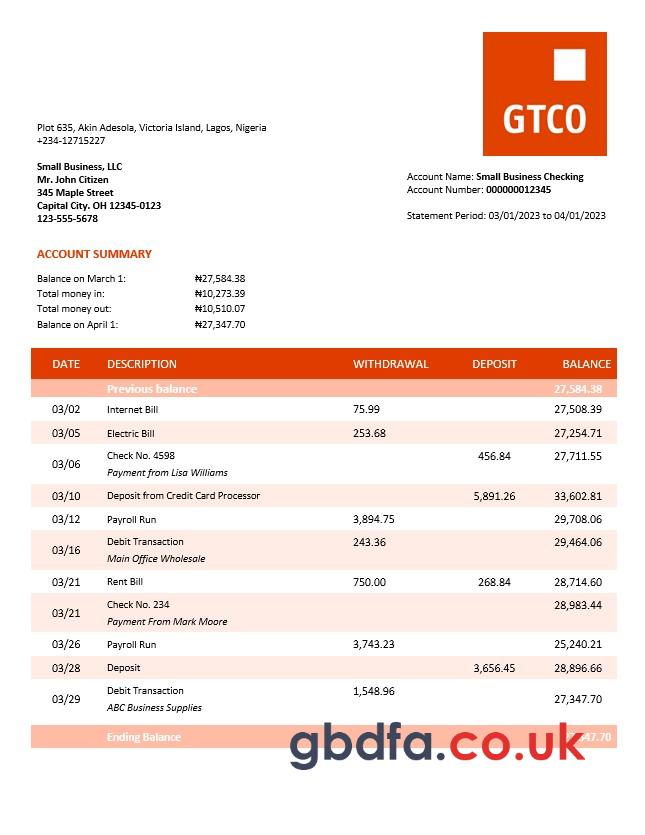 GTCO
Plot 635, Akin Adesola, Victoria Island, Lagos, Nigeria
+234-12715227
Small Business, LLC
Mr. John Citizen
345 Maple Street
Capital City. OH 12345-0123
123-555-5678
Account Name: Small Business Checking
Account Number: 000000012345
Statement Period: 03/01/2023 to 04/01/2023
ACCOUNT SUMMARY
Balance on March 1: ₦27,584.38
Total money in: ₦10,273.39
Total money out: ₦10,510.07
Balance on April 1: ₦27,347.70
DATE DESCRIPTION WITHDRAWAL DEPOSIT BALANCE
Previous balance 27,584.38
03/02 Internet Bill 75.99 27,508.39
03/05 Electric Bill 253.68 27,254.71
03/06 Check No. 4598 456.84 27,711.55
Payment from Lisa Williams
03/10 Deposit from Credit Card Processor 5,891.26 33,602.81
03/12 Payroll Run 3,894.75 29,708.06
03/16 Debit Transaction 243.36 29,464.06
Main Office Wholesale
03/21 Rent Bill 750.00 268.84 28,714.60
03/21 Check No. 234 28,983.44
Payment From Mark Moore
03/26 Payroll Run 3,743.23 25,240.21
03/28 Deposit 3,656.45 28,896.66
03/29 Debit Transaction 1,548.96 27,347.70
ABC Business Supplies
Ending Balance
gbdfa.co.uk